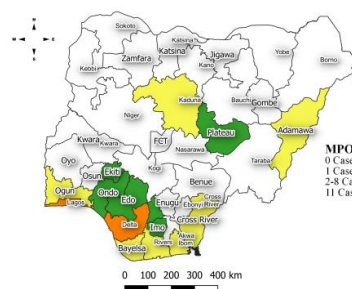 N
W
E
S
Sokoto
Katsina
Kebbi
Zamfara
Katsina
Jigawa
Kano
Yobe
Borno
Kaduna
Bauchi
Gombe
Niger
Plateau
Adamawa
FCT
Nasarawa
Kwara
Kwara
Taraba
Oyo
Kogi
Osun
Ekiti
Benue
Ogun
Ondo
Edo
Enugu
Lagos
Ebonyi
Cross
River
Delta
Imo
Cross River
Bayelsa
Rivers
Akwa
Ibom
MPO
0 Case
1 Case
2-8 Ca
11 Cas
0 100 200 300 400 km